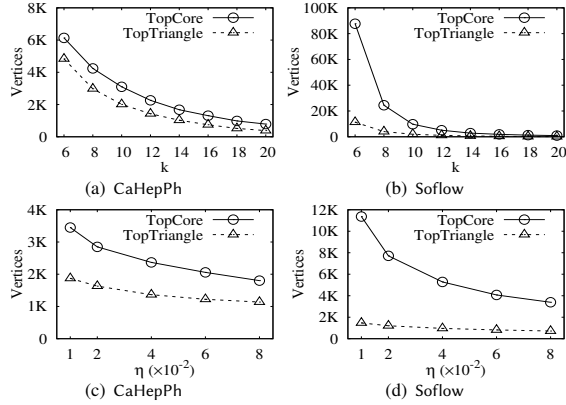 8K
6K
4K
2K
0
Vertices
TopCore
TopTriangle
6 8 10 12 14 16 18 20
k
(a) CaHepPh
100K
80K
60K
40K
20K
0
Vertices
TopCore
TopTriangle
6 8 10 12 14 16 18 20
k
(b) Soflow
4K
3K
2K
1K
Vertices
TopCore
TopTriangle
1 2 4 6 8
η (×10⁻²)
(c) CaHepPh
12K
10K
8K
6K
4K
2K
0
Vertices
TopCore
TopTriangle
1 2 4 6 8
η (×10⁻²)
(d) Soflow